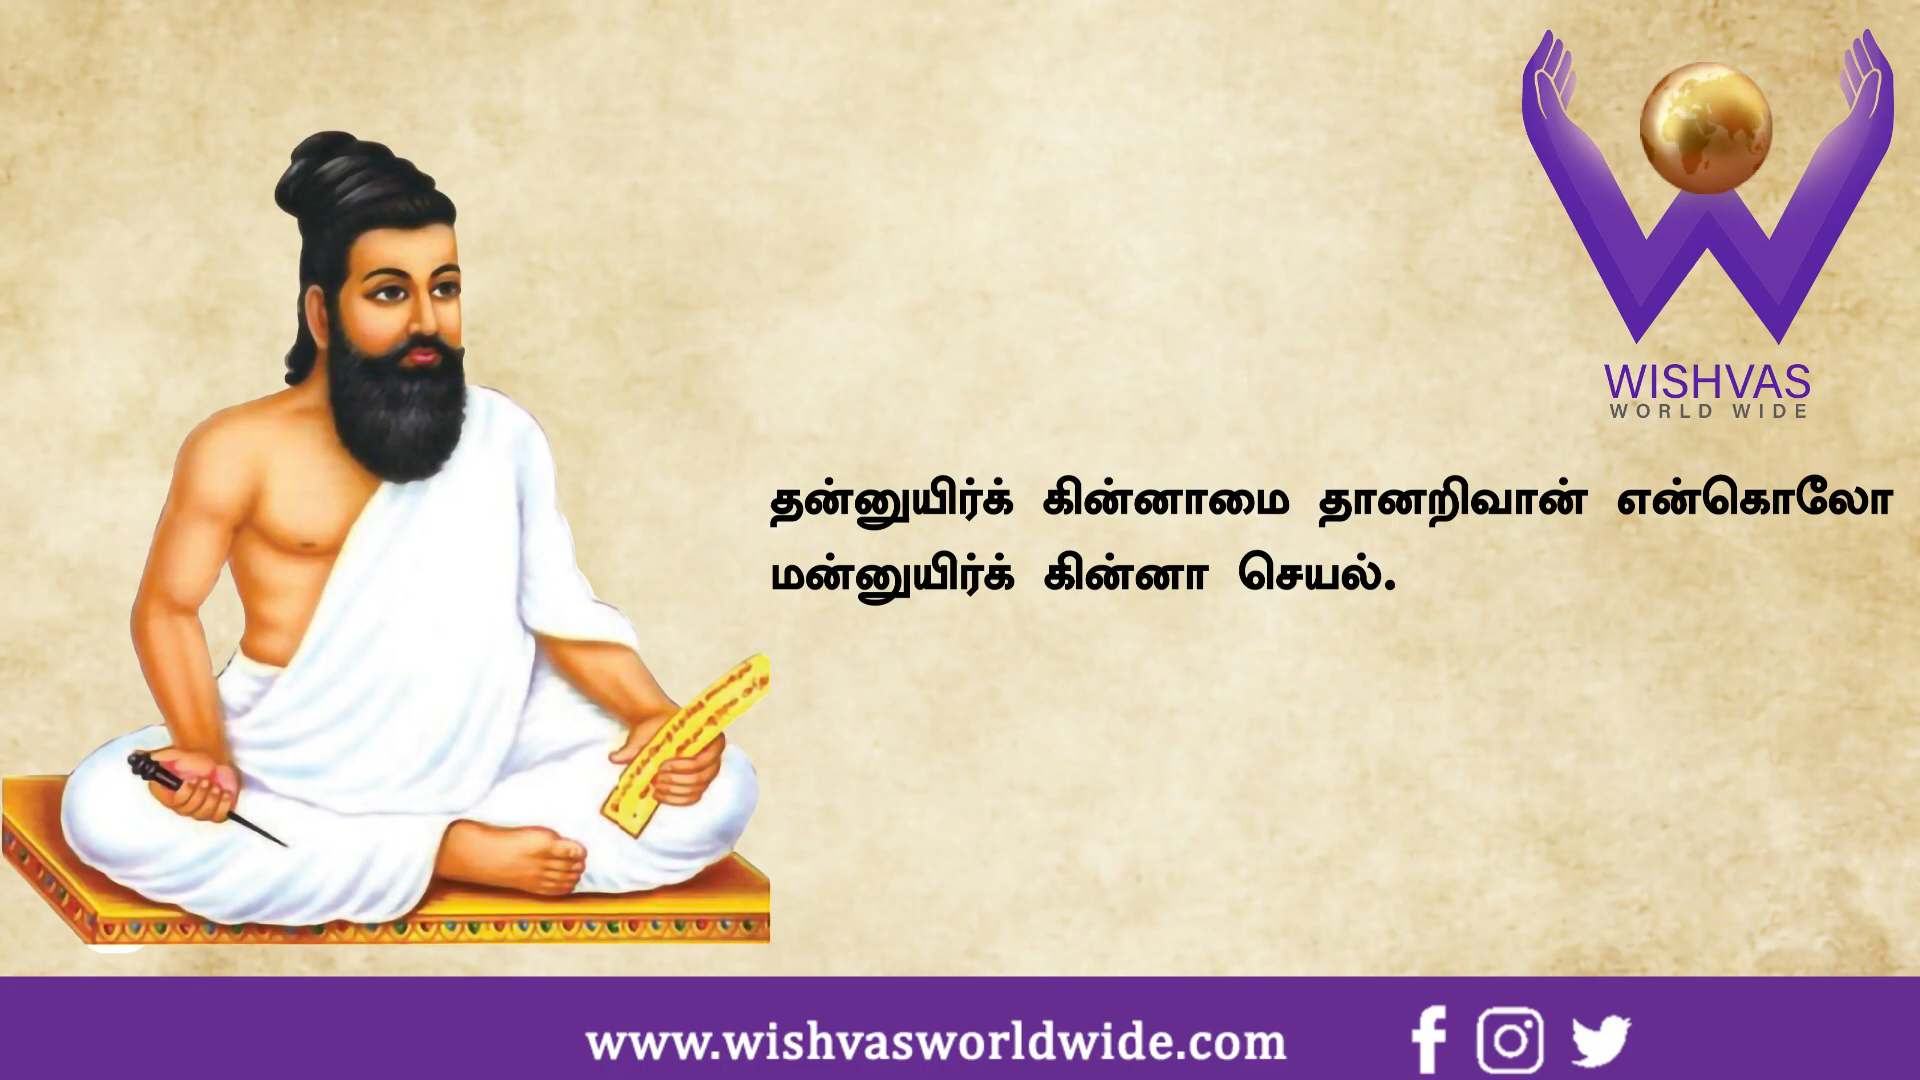 WISHVAS
WORLD WIDE
தன்னுயிர்க் கின்னாமை தானறிவான் என்கொலோ
மன்னுயிர்க் கின்னா செயல்.
www.wishvasworldwide.com